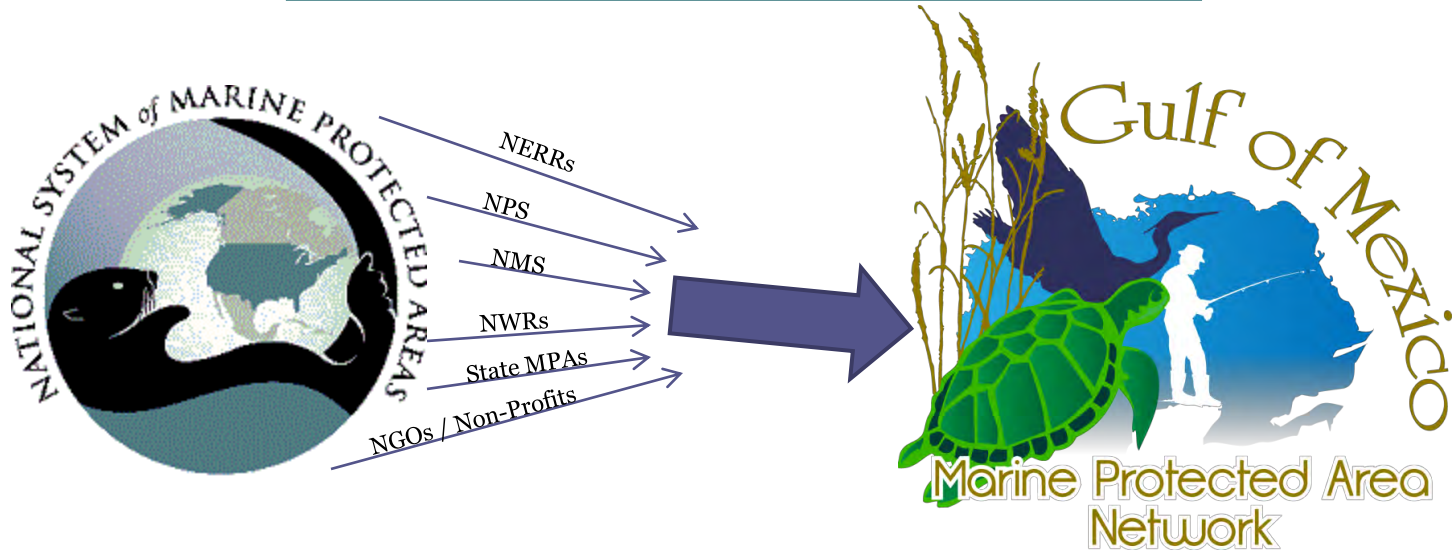 NATIONAL SYSTEM of MARINE PROTECTED AREAS
NERRs
NPS
NMS
NWRs
State MPAs
NGOs / Non-Profits
Gulf of Mexico
Marine Protected Area
Network